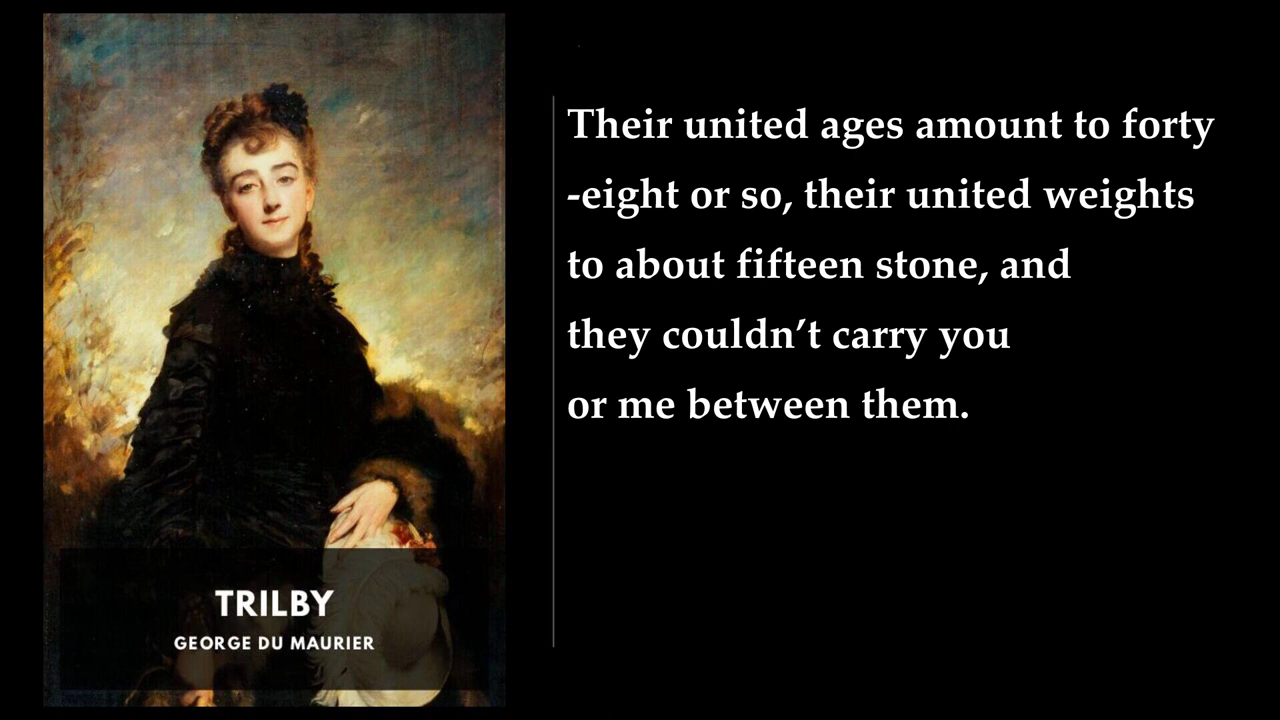 TRILBY
GEORGE DU MAURIER
Their united ages amount to forty
-eight or so, their united weights
to about fifteen stone, and
they couldn’t carry you
or me between them.